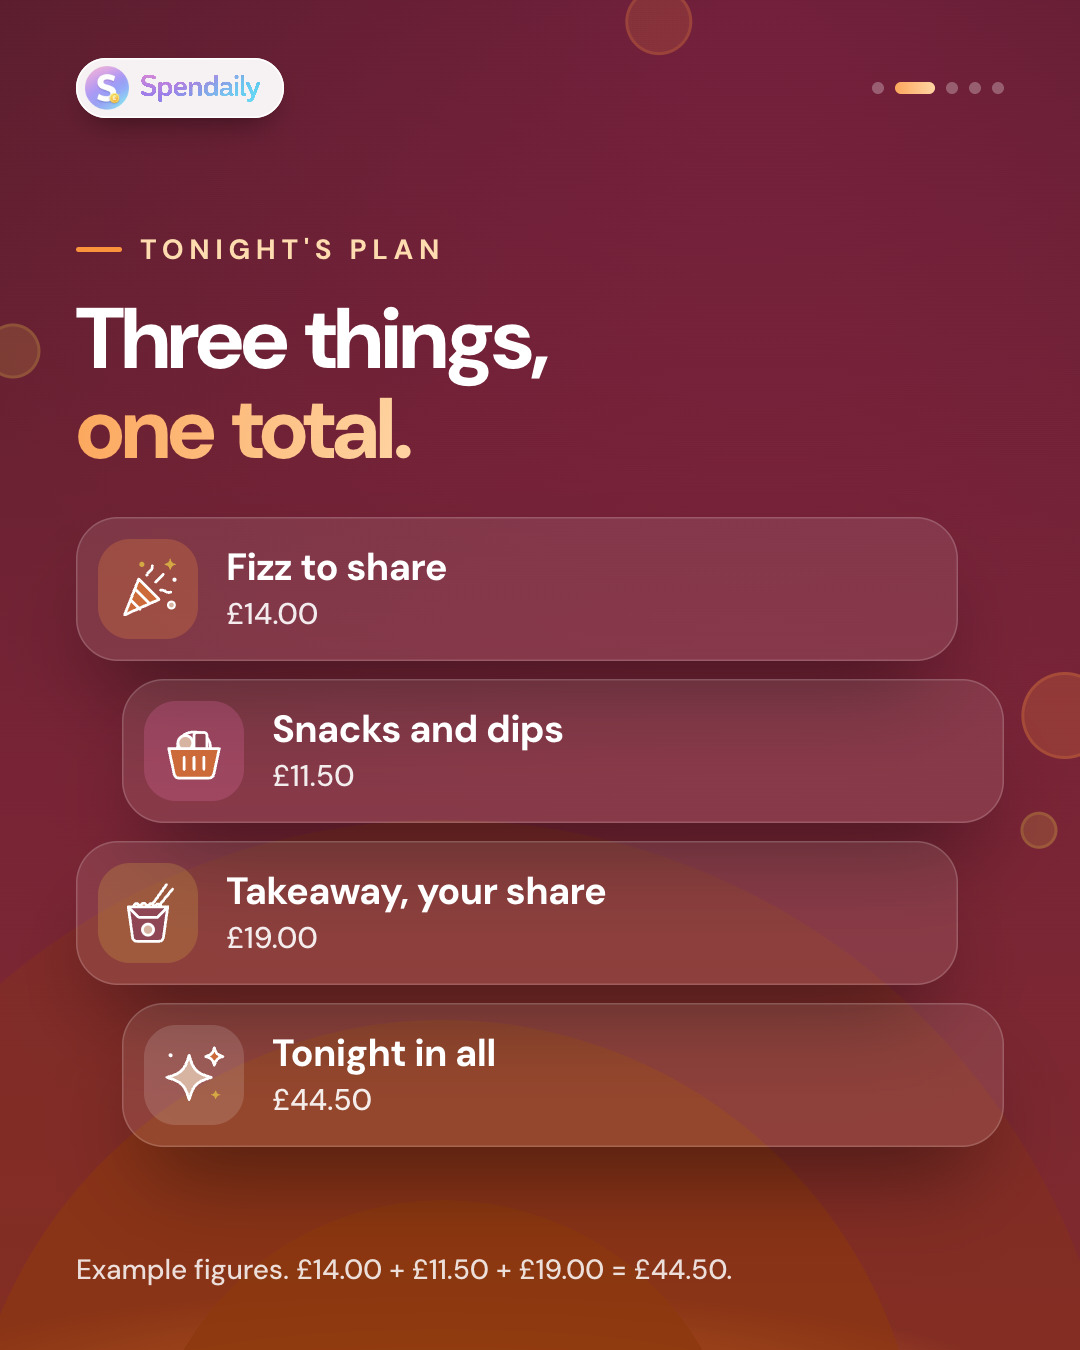 Spendaily
TONIGHT'S PLAN
Three things,
one total.
Fizz to share
£14.00
Snacks and dips
£11.50
Takeaway, your share
£19.00
Tonight in all
£44.50
Example figures. £14.00 + £11.50 + £19.00 = £44.50.